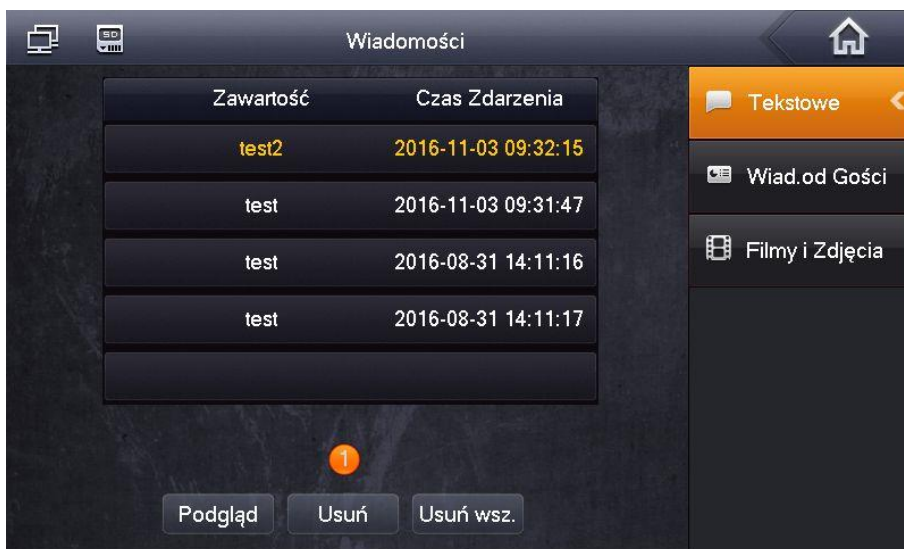 SD
Wiadomości
Zawartość Czas Zdarzenia
test2 2016-11-03 09:32:15
test 2016-11-03 09:31:47
test 2016-08-31 14:11:16
test 2016-08-31 14:11:17
1
Podgląd Usuń Usuń wsz.
Tekstowe
Wiad.od Gości
Filmy i Zdjęcia